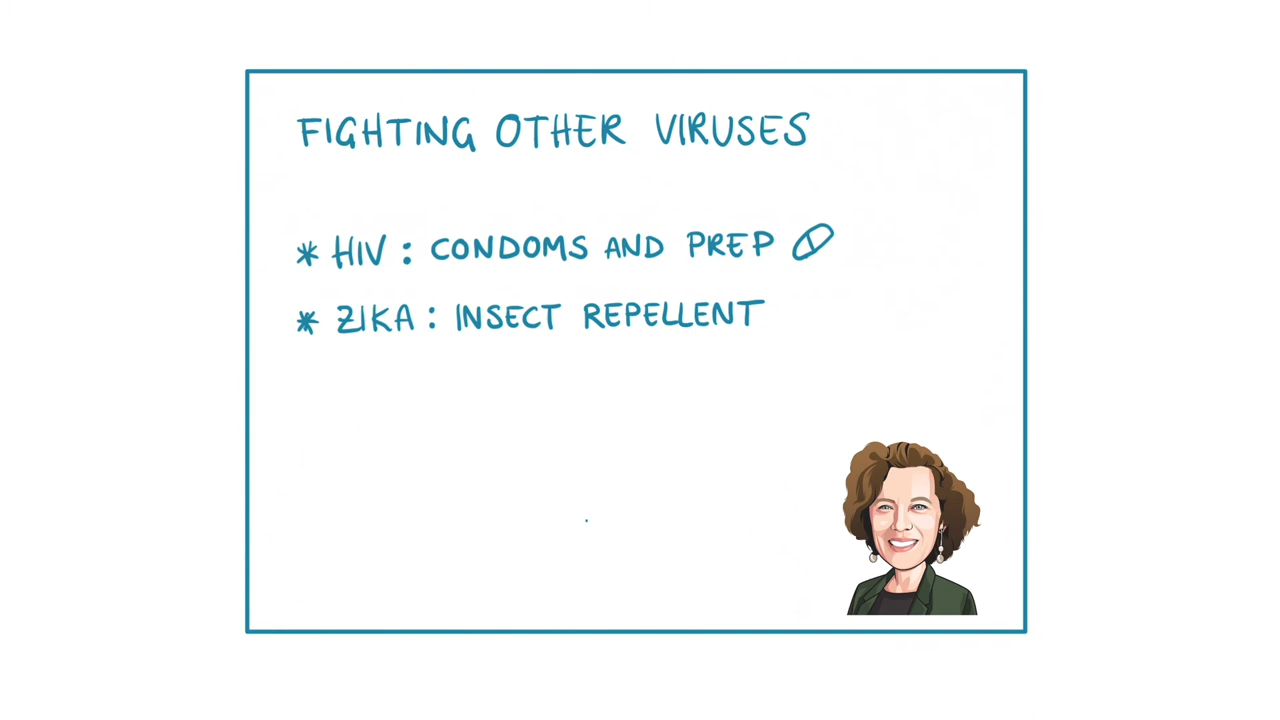 FIGHTING OTHER VIRUSES
* HIV : CONDOMS AND PREP
* ZIKA : INSECT REPELLENT